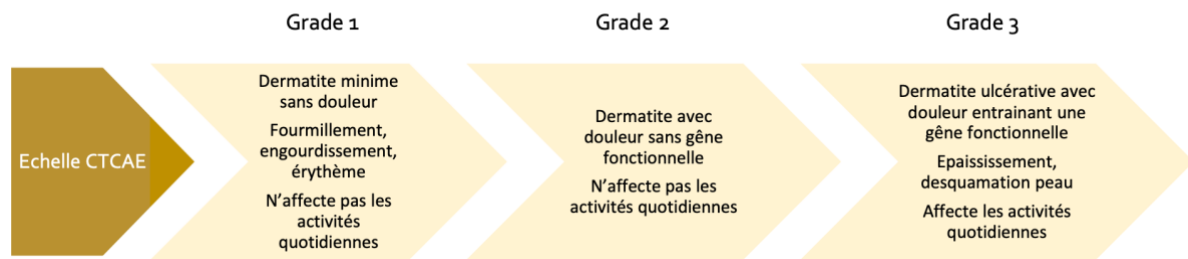 Grade 1
Grade 2
Grade 3
Echelle CTCAE
Dermatite minime
sans douleur
Fourmillement,
engourdissement,
érythème
N’affecte pas les
activités
quotidiennes
Dermatite avec
douleur sans gêne
fonctionnelle
N’affecte pas les
activités quotidiennes
Dermatite ulcérative avec
douleur entrainant une
gêne fonctionnelle
Epaississement,
desquamation peau
Affecte les activités
quotidiennes